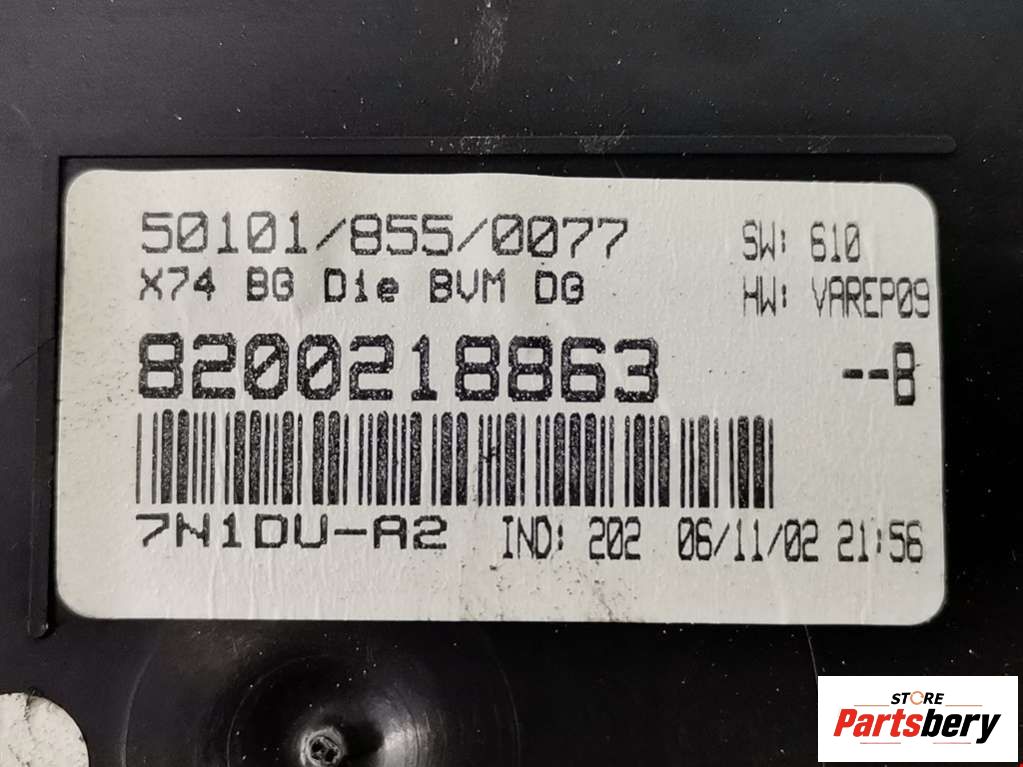 50101/855/0077
SW: 610
X74 BG Die BVM DG
HW: VAREP09
8200218863
--B
7N1DU-A2
IND: 202 06/11/02 21:56
STORE
Partsbery